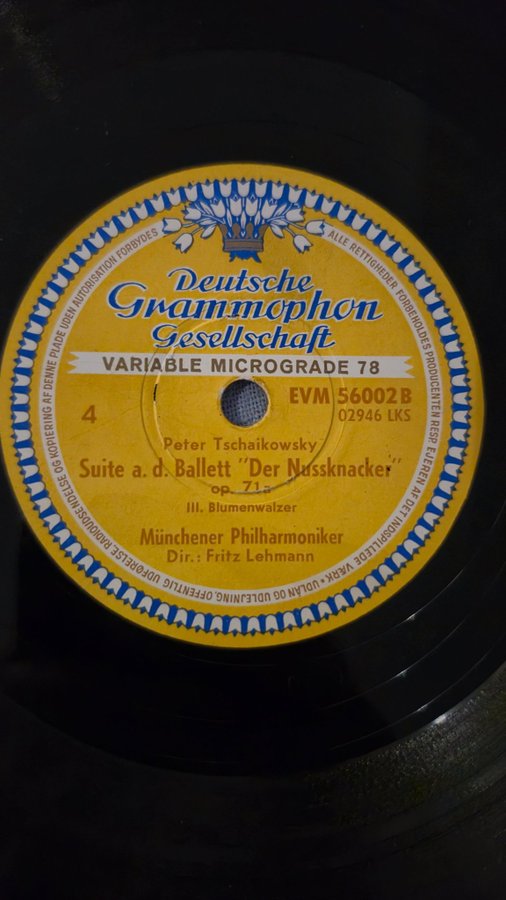 Deutsche
Grammophon
Gesellschaft
VARIABLE MICROGRADE 78
EVM 56002 B
02946 LKS
4
Peter Tschaikowsky
Suite a. d. Ballett "Der Nussknacker"
op. 71a
III. Blumenwalzer
Münchener Philharmoniker
Dir.: Fritz Lehmann
ALLE RETTIGHEDER FORBEHOLDES PRODUCENTEN RESP. EJEREN AF DET INDSPILLEDE VÆRK • UDLÅN OG UDLEJNING, OFFENTLIG UDFØRELSE, RADIOUDSENDELSE OG KOPIERING AF DENNE PLADE UDEN AUTORISATION FORBYDES